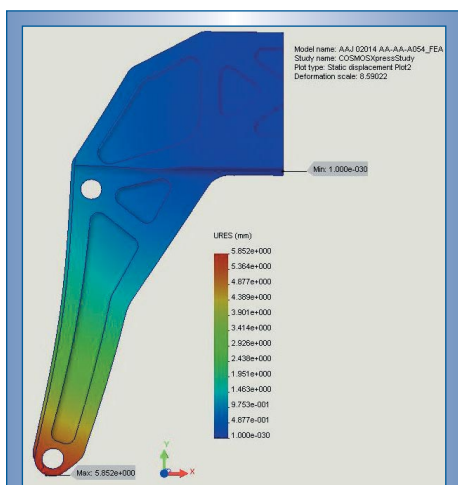 Model name: AAJ 02014 AA-AA-A054_FEA
Study name: COSMOSXpressStudy
Plot type: Static displacement Plot2
Deformation scale: 8.59022
Min: 1.000e-030
URES (mm)
5.852e+000
5.364e+000
4.877e+000
4.389e+000
3.901e+000
3.414e+000
2.926e+000
2.438e+000
1.951e+000
1.463e+000
9.753e-001
4.877e-001
1.000e-030
Y
X
Max: 5.852e+000